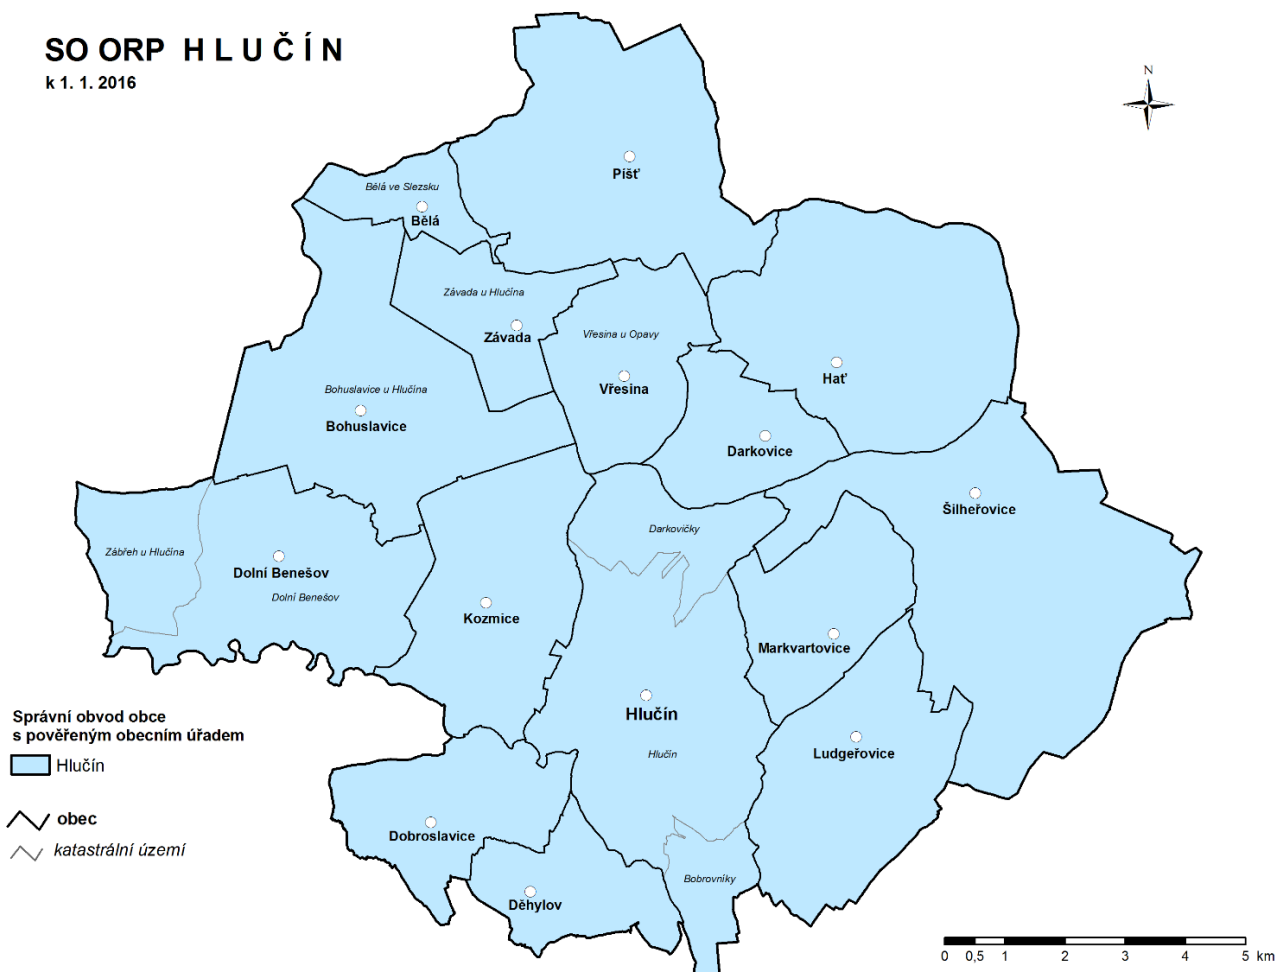 SO ORP HLUČÍN
k 1. 1. 2016
N
Píšť
Bělá ve Slezsku
Bělá
Závada u Hlučína
Závada
Vřesina u Opavy
Vřesina
Hať
Bohuslavice u Hlučína
Bohuslavice
Darkovice
Šilheřovice
Darkovičky
Zábřeh u Hlučína
Dolní Benešov
Dolní Benešov
Kozmice
Markvartovice
Hlučín
Hlučín
Ludgeřovice
Dobroslavice
Děhylov
Bobrovníky
Správní obvod obce
s pověřeným obecním úřadem
Hlučín
obec
katastrální území
0 0,5 1 2 3 4 5 km